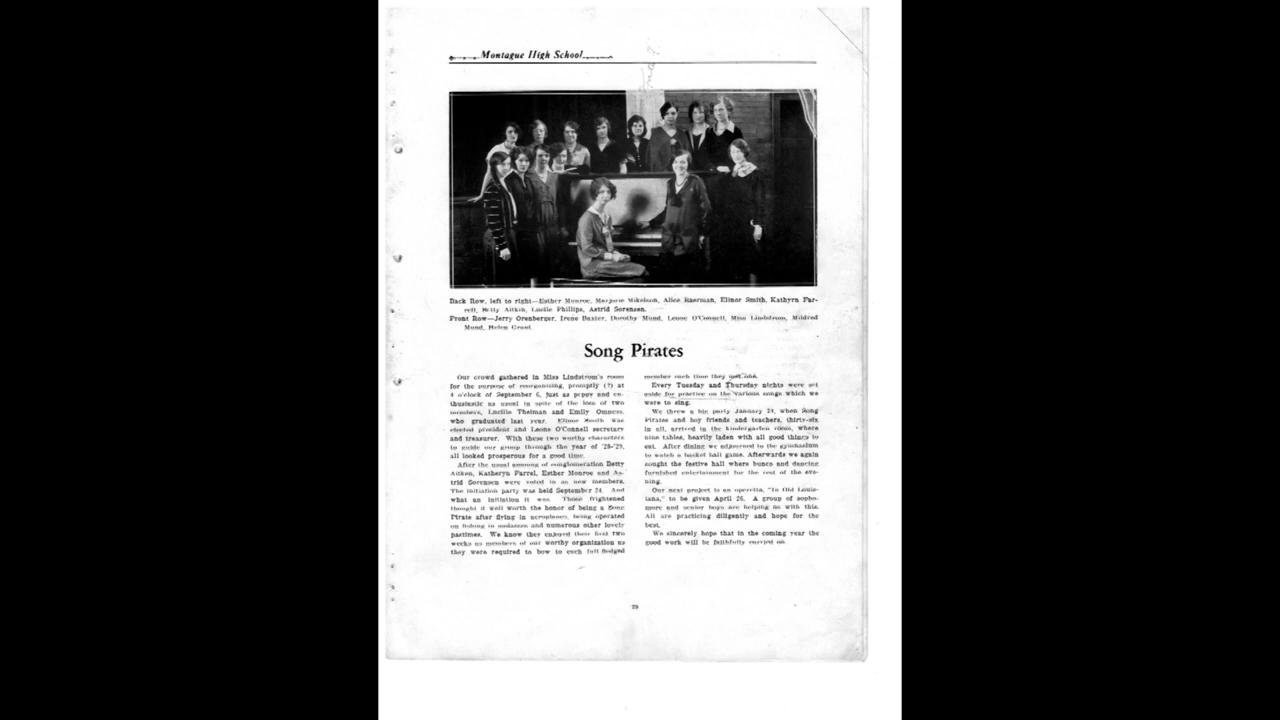 Montague High School
Back Row, left to right—Esther Monroe, Marjorie Mikelson, Alice Baerman, Elinor Smith, Kathyrn Far-
rell, Betty Aitken, Lucile Phillips, Astrid Sorensen.
Front Row—Jerry Orenberger, Irene Baxter, Dorothy Mund, Leone O'Connell, Miss Lindstrom, Mildred
Mund, Helen Grant.
Song Pirates
Our crowd gathered in Miss Lindstrom's room
for the purpose of reorganizing, promptly (?) at
4 o'clock of September 6, just as peppy and en-
thusiastic as usual in spite of the loss of two
members, Lucille Theiman and Emily Omness,
who graduated last year. Elinor Smith was
elected president and Leone O'Connell secretary
and treasurer. With these two worthy characters
to guide our group through the year of '28-'29,
all looked prosperous for a good time.
After the usual amount of conglomeration Betty
Aitken, Katheryn Farrel, Esther Monroe and As-
trid Sorensen were voted in as new members.
The initiation party was held September 24. And
what an initiation it was. Those frightened
thought it well worth the honor of being a Song
Pirate after flying in aeroplanes, being operated
on fishing in molasses and numerous other lovely
pastimes. We know they enjoyed their first two
weeks as members of our worthy organization as
they were required to bow to each full fledged
member each time they met one.
Every Tuesday and Thursday nights were set
aside for practice on the various songs which we
were to sing.
We threw a big party January 24, when Song
Pirates and boy friends and teachers, thirty-six
in all, arrived in the kindergarten room, where
nine tables, heavily laden with all good things to
eat. After dining we adjourned to the gymnasium
to watch a basket ball game. Afterwards we again
sought the festive hall where bunco and dancing
furnished entertainment for the rest of the eve-
ning.
Our next project is an operetta, "In Old Louis-
iana," to be given April 26. A group of sopho-
more and senior boys are helping us with this.
All are practicing diligently and hope for the
best.
We sincerely hope that in the coming year the
good work will be faithfully carried on.